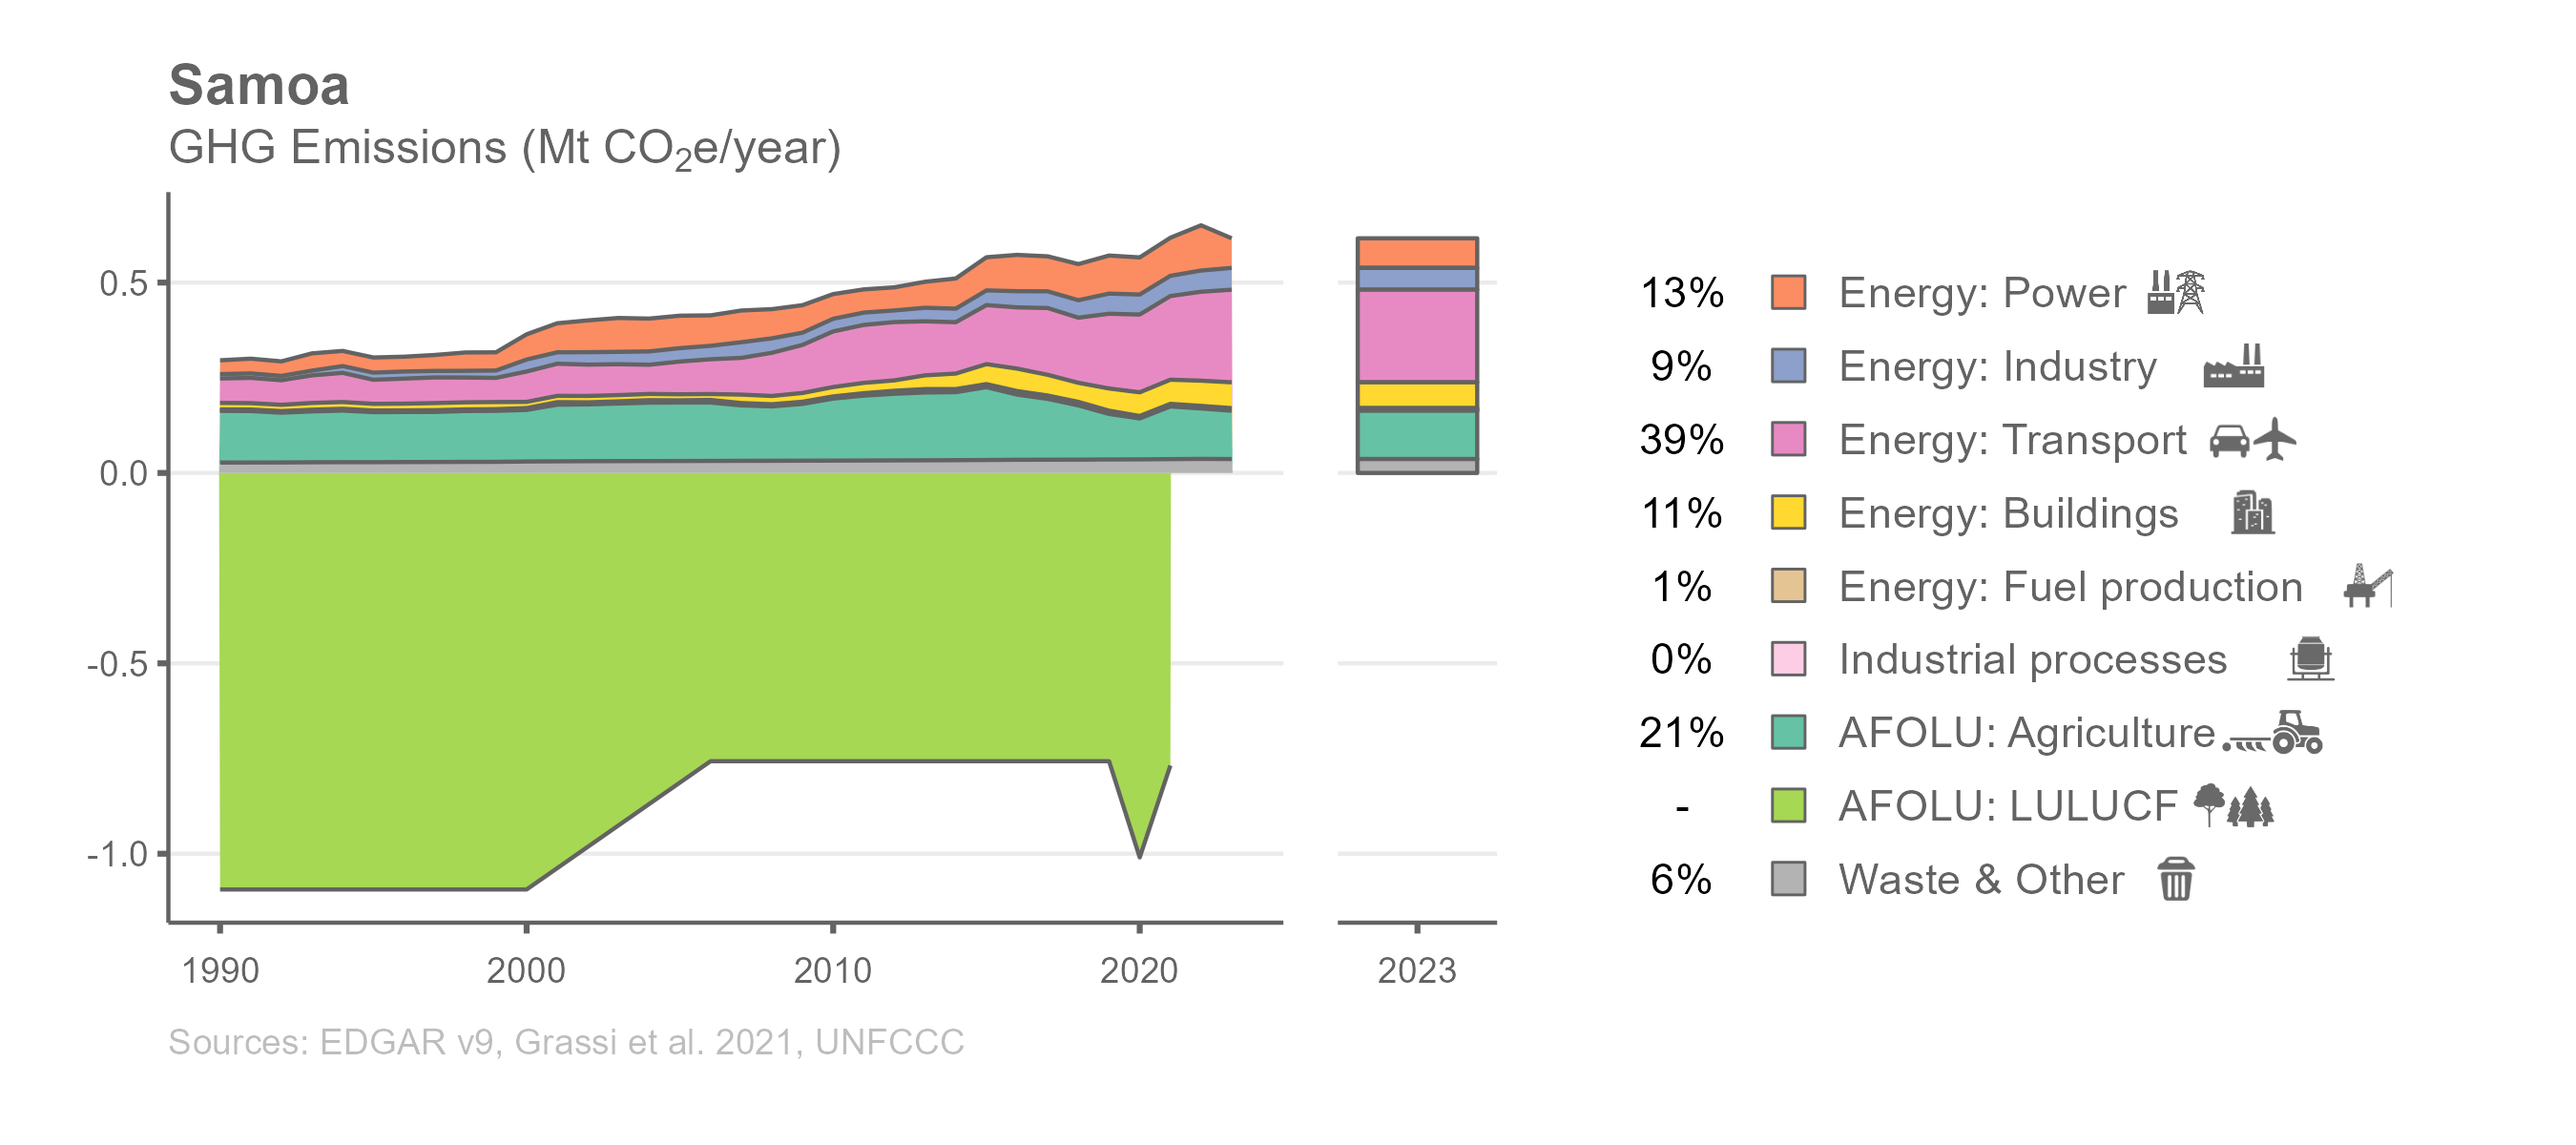 Samoa
GHG Emissions (Mt CO₂e/year)
0.5
0.0
-0.5
-1.0
1990
2000
2010
2020
2023
13% Energy: Power
9% Energy: Industry
39% Energy: Transport
11% Energy: Buildings
1% Energy: Fuel production
0% Industrial processes
21% AFOLU: Agriculture
- AFOLU: LULUCF
6% Waste & Other
Sources: EDGAR v9, Grassi et al. 2021, UNFCCC